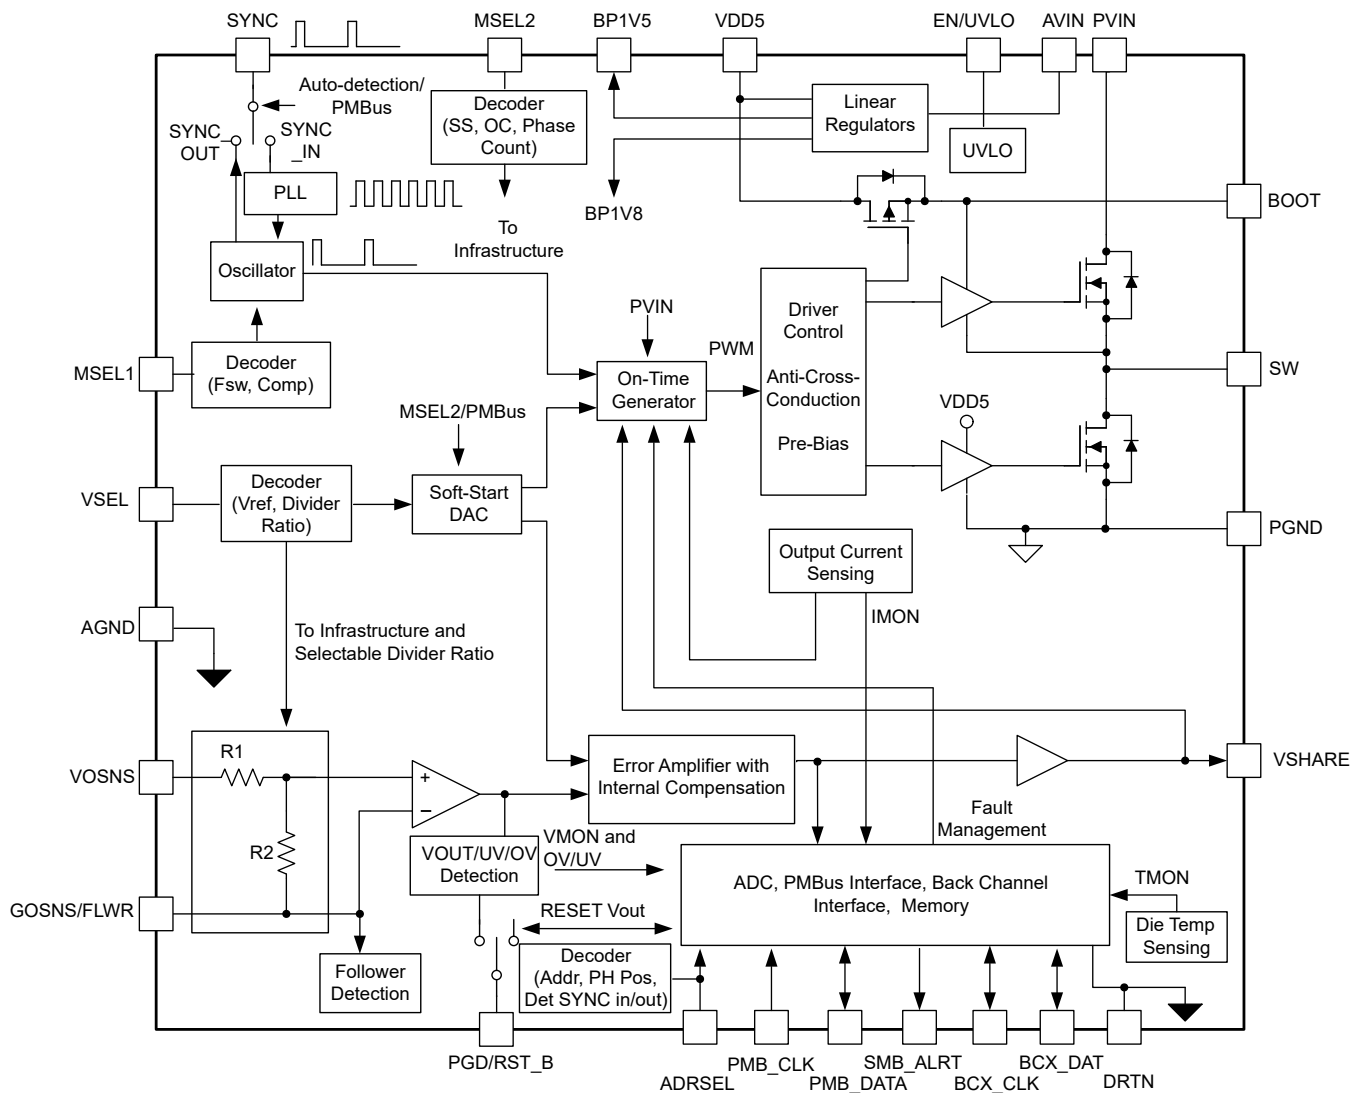 SYNC
MSEL2
BP1V5
VDD5
EN/UVLO
AVIN
PVIN
Auto-detection/
PMBus
SYNC
OUT
SYNC
_IN
PLL
Oscillator
Decoder
(SS, OC, Phase
Count)
To
Infrastructure
BP1V8
Linear
Regulators
UVLO
BOOT
MSEL1
Decoder
(Fsw, Comp)
PVIN
On-Time
Generator
PWM
Driver
Control
Anti-Cross-
Conduction
Pre-Bias
VDD5
SW
MSEL2/PMBus
VSEL
Decoder
(Vref, Divider
Ratio)
Soft-Start
DAC
PGND
Output Current
Sensing
IMON
AGND
To Infrastructure and
Selectable Divider Ratio
VOSNS
R1
R2
+
−
Error Amplifier with
Internal Compensation
VSHARE
Fault
Management
VOUT/UV/OV
Detection
VMON and
OV/UV
ADC, PMBus Interface, Back Channel
Interface, Memory
TMON
Die Temp
Sensing
GOSNS/FLWR
RESET Vout
Follower
Detection
Decoder
(Addr, PH Pos,
Det SYNC in/out)
PGD/RST_B
ADRSEL
PMB_CLK
PMB_DATA
SMB_ALRT
BCX_CLK
BCX_DAT
DRTN